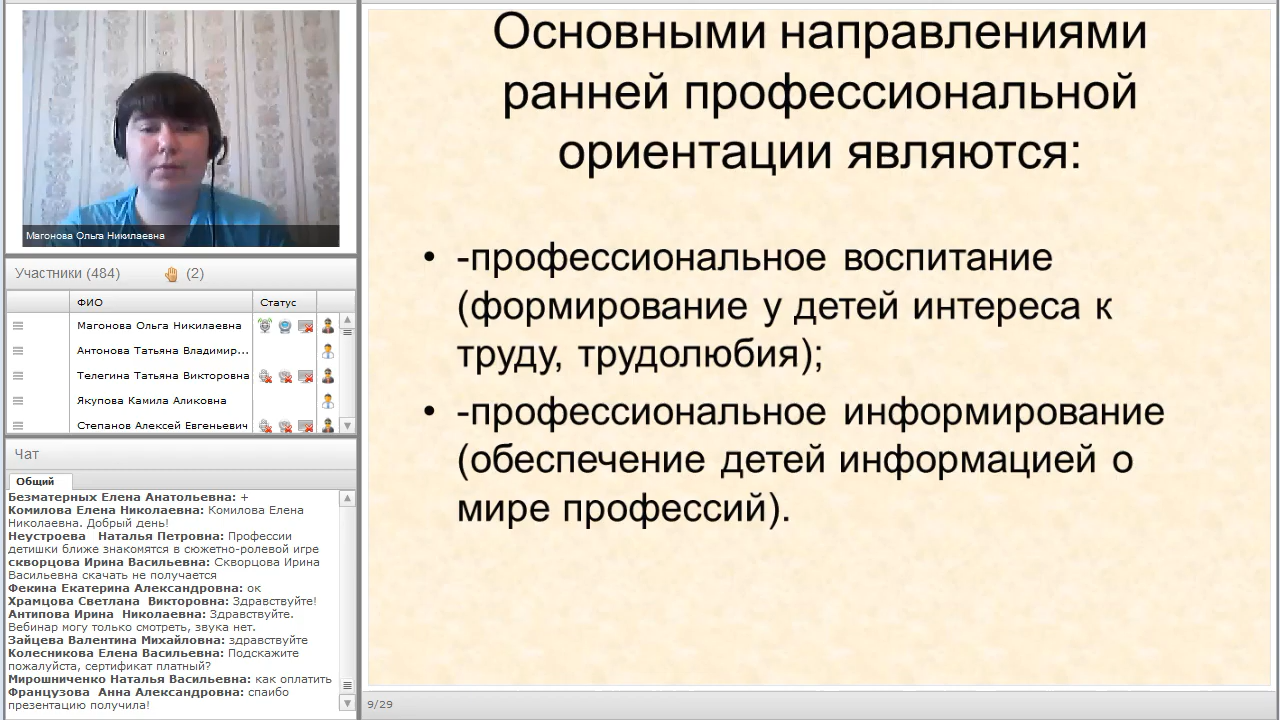 Магонова Ольга Никилаевна
Участники (484)
(2)
ФИО
Статус
Магонова Ольга Никилаевна
Антонова Татьяна Владимир...
Телегина Татьяна Викторовна
Якупова Камила Аликовна
Степанов Алексей Евгеньевич
Чат
Общий
Безматерных Елена Анатольевна: +
Комилова Елена Николаевна: Комилова Елена
Николаевна. Добрый день!
Неустроева Наталья Петровна: Профессии
детишки ближе знакомятся в сюжетно-ролевой игре
скворцова Ирина Васильевна: Скворцова Ирина
Васильевна скачать не получается
Фекина Екатерина Александровна: ок
Храмцова Светлана Викторовна: Здравствуйте!
Антипова Ирина Николаевна: Здравствуйте.
Вебинар могу только смотреть, звука нет.
Зайцева Валентина Михайловна: здравствуйте
Колесникова Елена Васильевна: Подскажите
пожалуйста, сертификат платный?
Мирошниченко Наталья Васильевна: как оплатить
Французова Анна Александровна: спаибо
презентацию получила!
Основными направлениями
ранней профессиональной
ориентации являются:
• -профессиональное воспитание
(формирование у детей интереса к
труду, трудолюбия);
• -профессиональное информирование
(обеспечение детей информацией о
мире профессий).
9/29